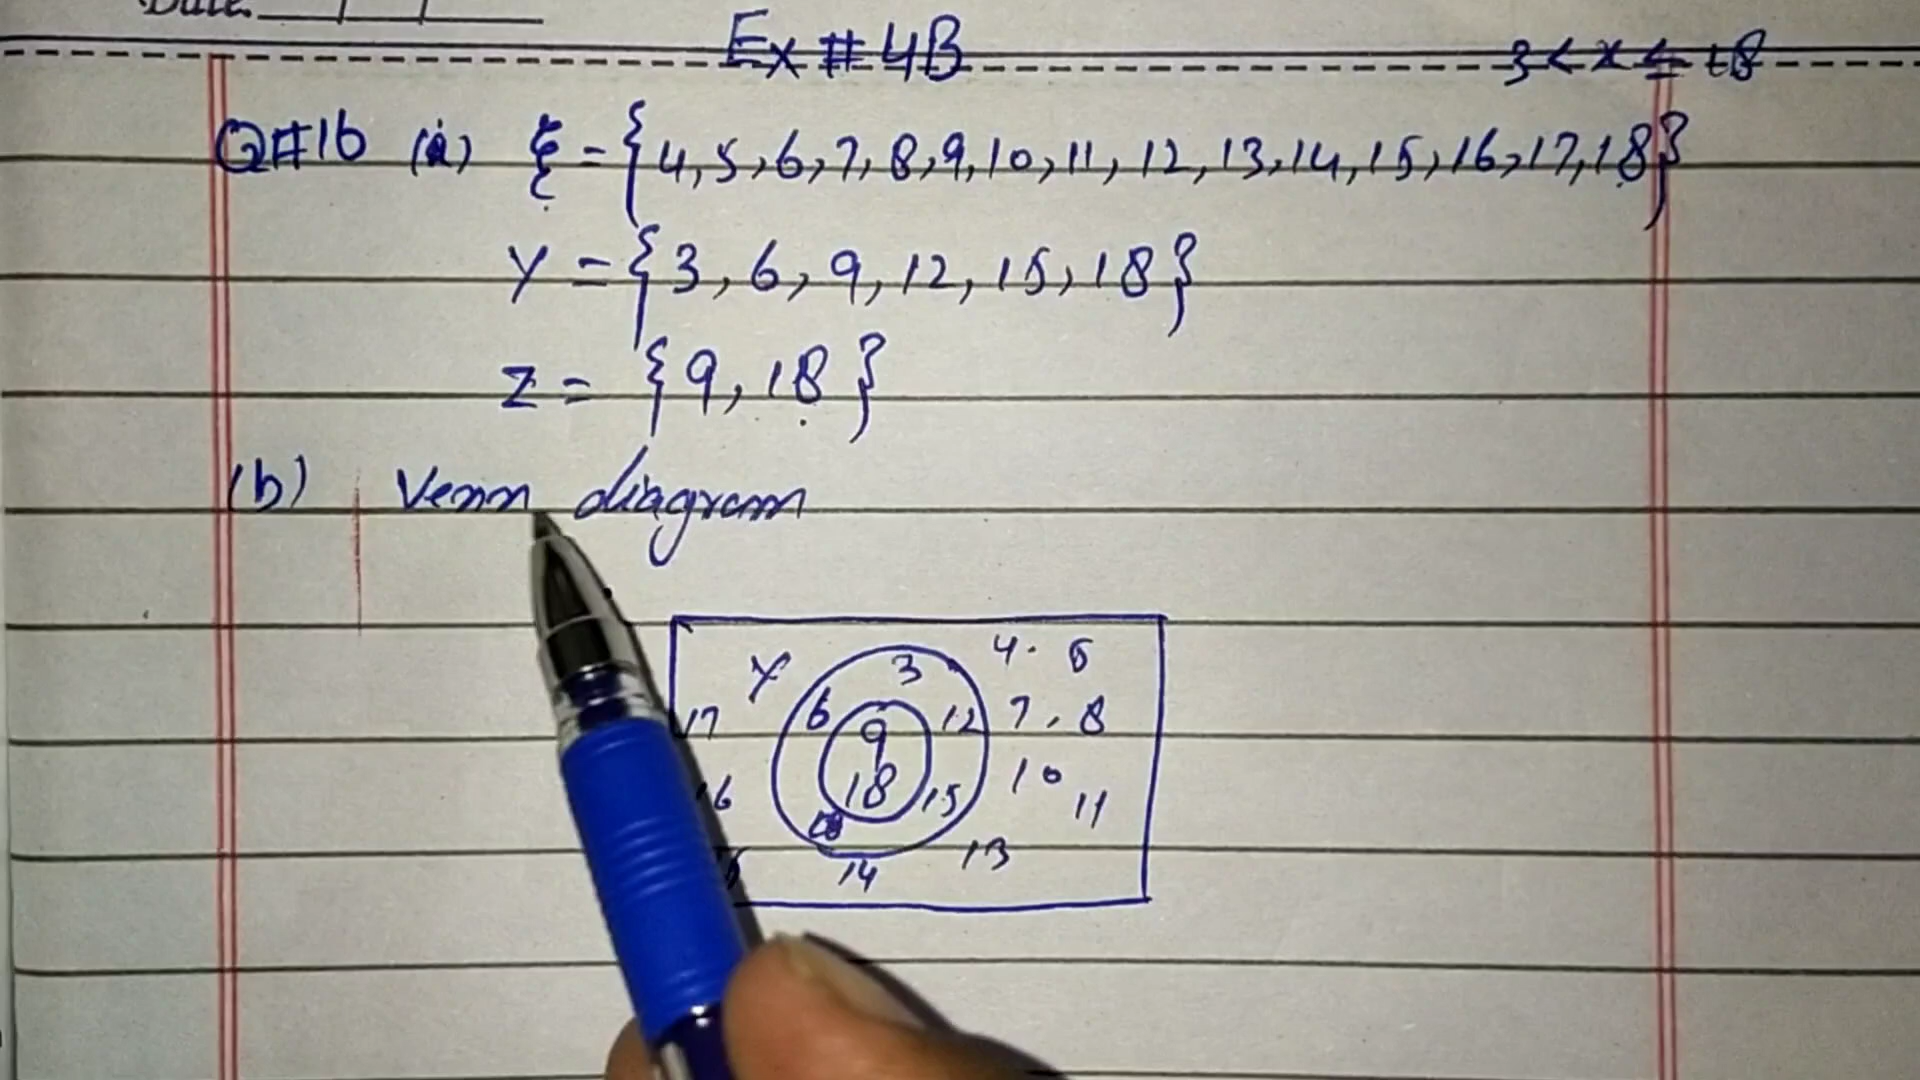 Date.
Ex # 4B
3 < x ≤ 18
Q#16 (a) ξ = {4,5,6,7,8,9,10,11,12,13,14,15,16,17,18}
Y = {3,6,9,12,15,18}
Z = {9,18}
(b) Venn diagram
Y 3 4. 5
17 6 9 12 7. 8
16 18 15 10 11
14 13